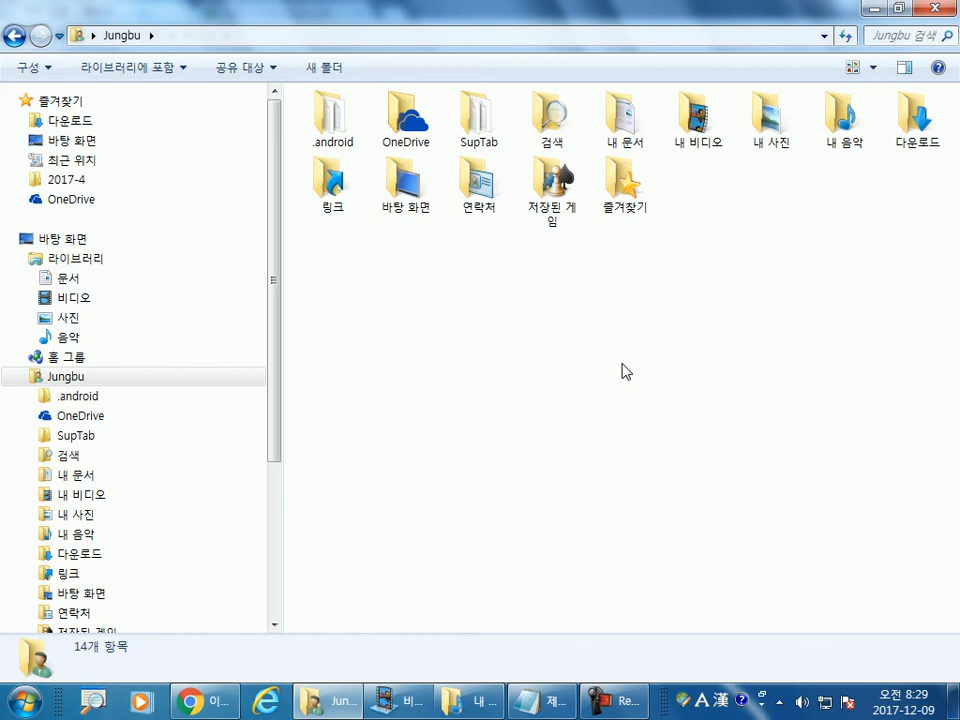 Jungbu
Jungbu 검색
구성
라이브러리에 포함
공유 대상
새 폴더
즐겨찾기
다운로드
바탕 화면
최근 위치
2017-4
OneDrive
바탕 화면
라이브러리
문서
비디오
사진
음악
홈 그룹
Jungbu
.android
OneDrive
SupTab
검색
내 문서
내 비디오
내 사진
내 음악
다운로드
링크
바탕 화면
연락처
저장된 게임
.android
OneDrive
SupTab
검색
내 문서
내 비디오
내 사진
내 음악
다운로드
링크
바탕 화면
연락처
저장된 게
임
즐겨찾기
14개 항목
이...
Jun...
비...
내 ...
제...
Re...
A 漢
오전 8:29
2017-12-09